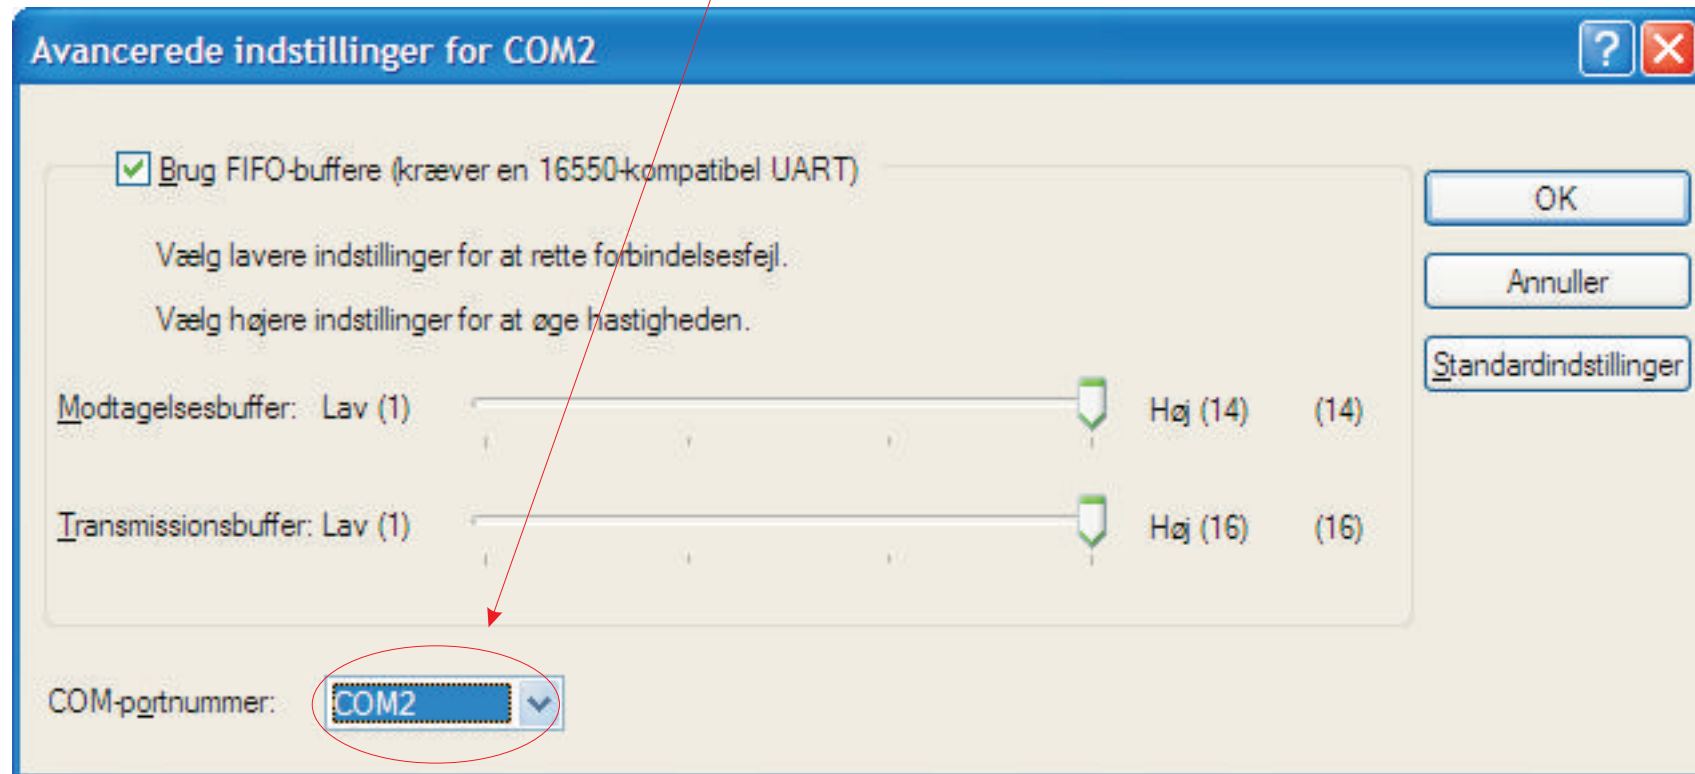 Avancerede indstillinger for COM2
?
Brug FIFO-buffere (kræver en 16550-kompatibel UART)
OK
Vælg lavere indstillinger for at rette forbindelsesfejl.
Annuller
Vælg højere indstillinger for at øge hastigheden.
Standardindstillinger
Modtagelsesbuffer: Lav (1) Høj (14) (14)
Transmissionsbuffer: Lav (1) Høj (16) (16)
COM-portnummer: COM2